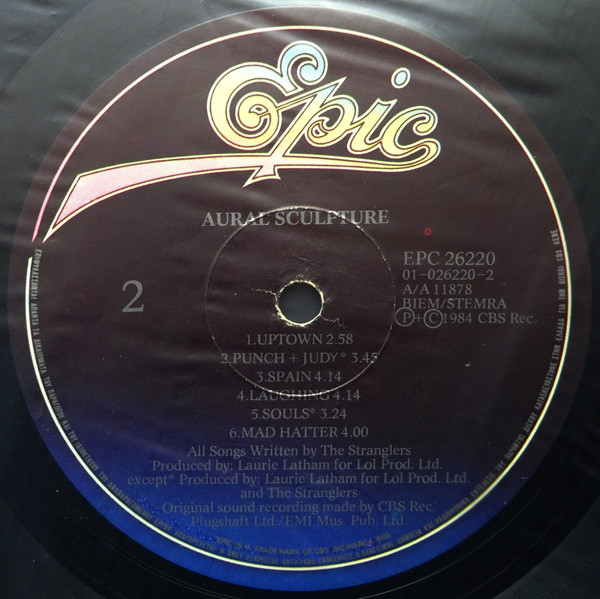 Epic
AURAL SCULPTURE
EPC 26220
01-026220-2
A/A 11878
BIEM/STEMRA
Ⓟ+Ⓒ1984 CBS Rec.
2
1.UPTOWN 2.58
2.PUNCH + JUDY* 3.45
3.SPAIN 4.14
4.LAUGHING 4.14
5.SOULS* 3.24
6.MAD HATTER 4.00
All Songs Written by The Stranglers
Produced by: Laurie Latham for Lol Prod. Ltd.
except* Produced by: Laurie Latham for Lol Prod. Ltd.
and The Stranglers
Original sound recording made by CBS Rec.
Plugshaft Ltd./EMI Mus. Pub. Ltd.